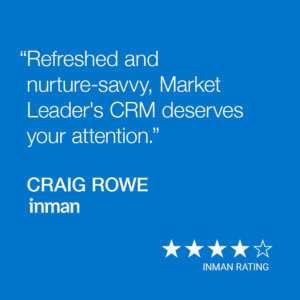 “Refreshed and
nurture-savvy, Market
Leader's CRM deserves
your attention.”
CRAIG ROWE
inman
INMAN RATING